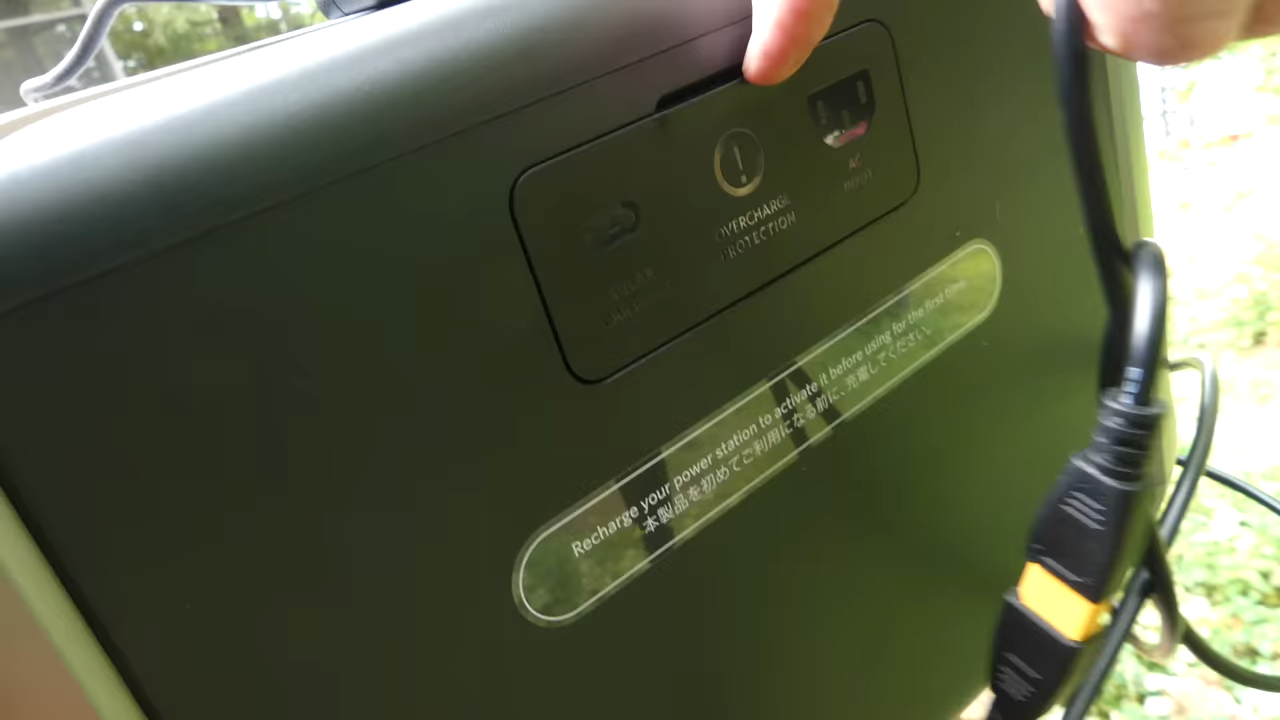 OVERCHARGE
PROTECTION
AC
INPUT
Recharge your power station to activate it before using for the first time.
本製品を初めてご利用になる前に、充電してください。